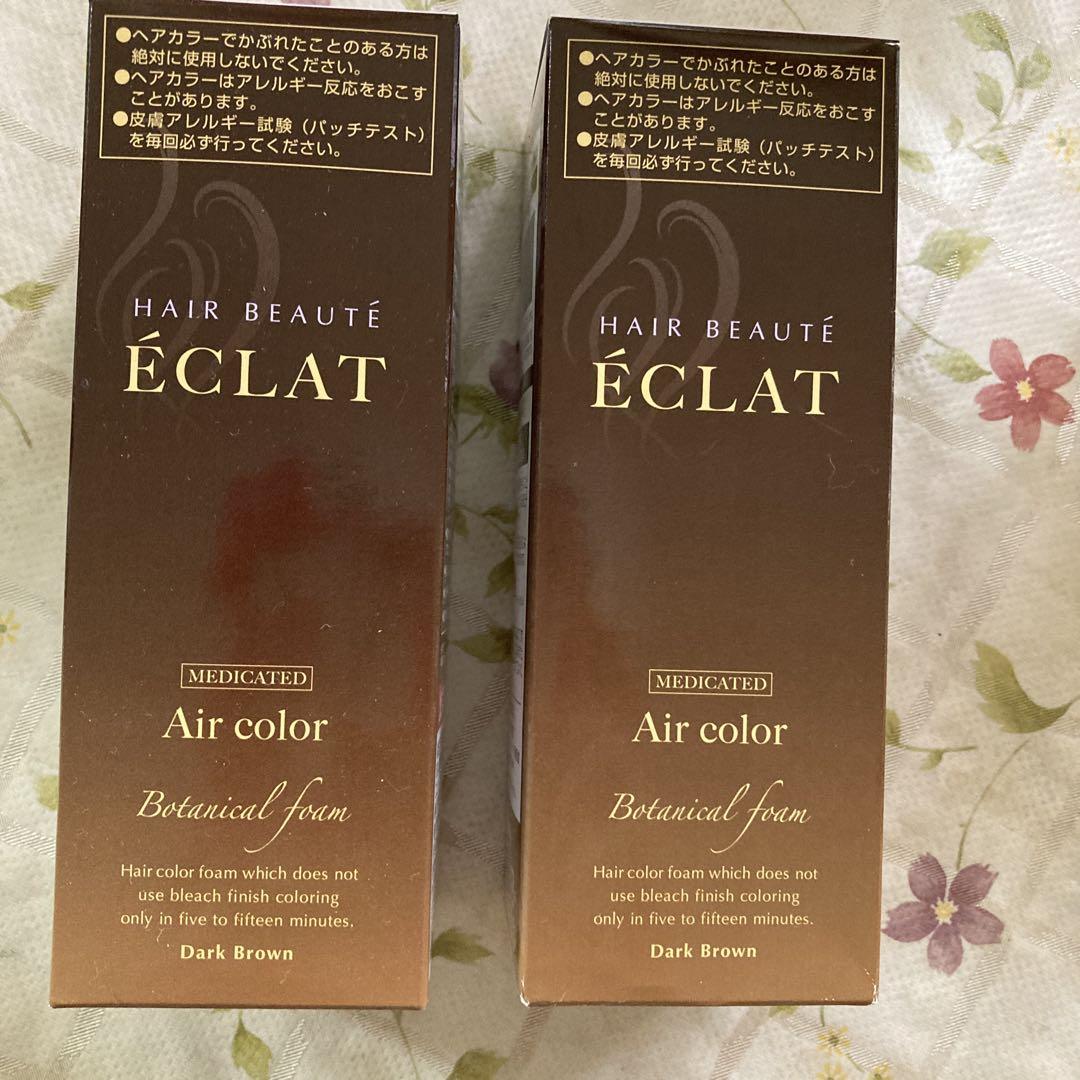 ●ヘアカラーでかぶれたことのある方は
絶対に使用しないでください。
●ヘアカラーはアレルギー反応をおこす
ことがあります。
●皮膚アレルギー試験（パッチテスト）
を毎回必ず行ってください。
HAIR BEAUTÉ
ÉCLAT
MEDICATED
Air color
Botanical foam
Hair color foam which does not
use bleach finish coloring
only in five to fifteen minutes.
Dark Brown
●ヘアカラーでかぶれたことのある方は
絶対に使用しないでください。
●ヘアカラーはアレルギー反応をおこす
ことがあります。
●皮膚アレルギー試験（パッチテスト）
を毎回必ず行ってください。
HAIR BEAUTÉ
ÉCLAT
MEDICATED
Air color
Botanical foam
Hair color foam which does not
use bleach finish coloring
only in five to fifteen minutes.
Dark Brown